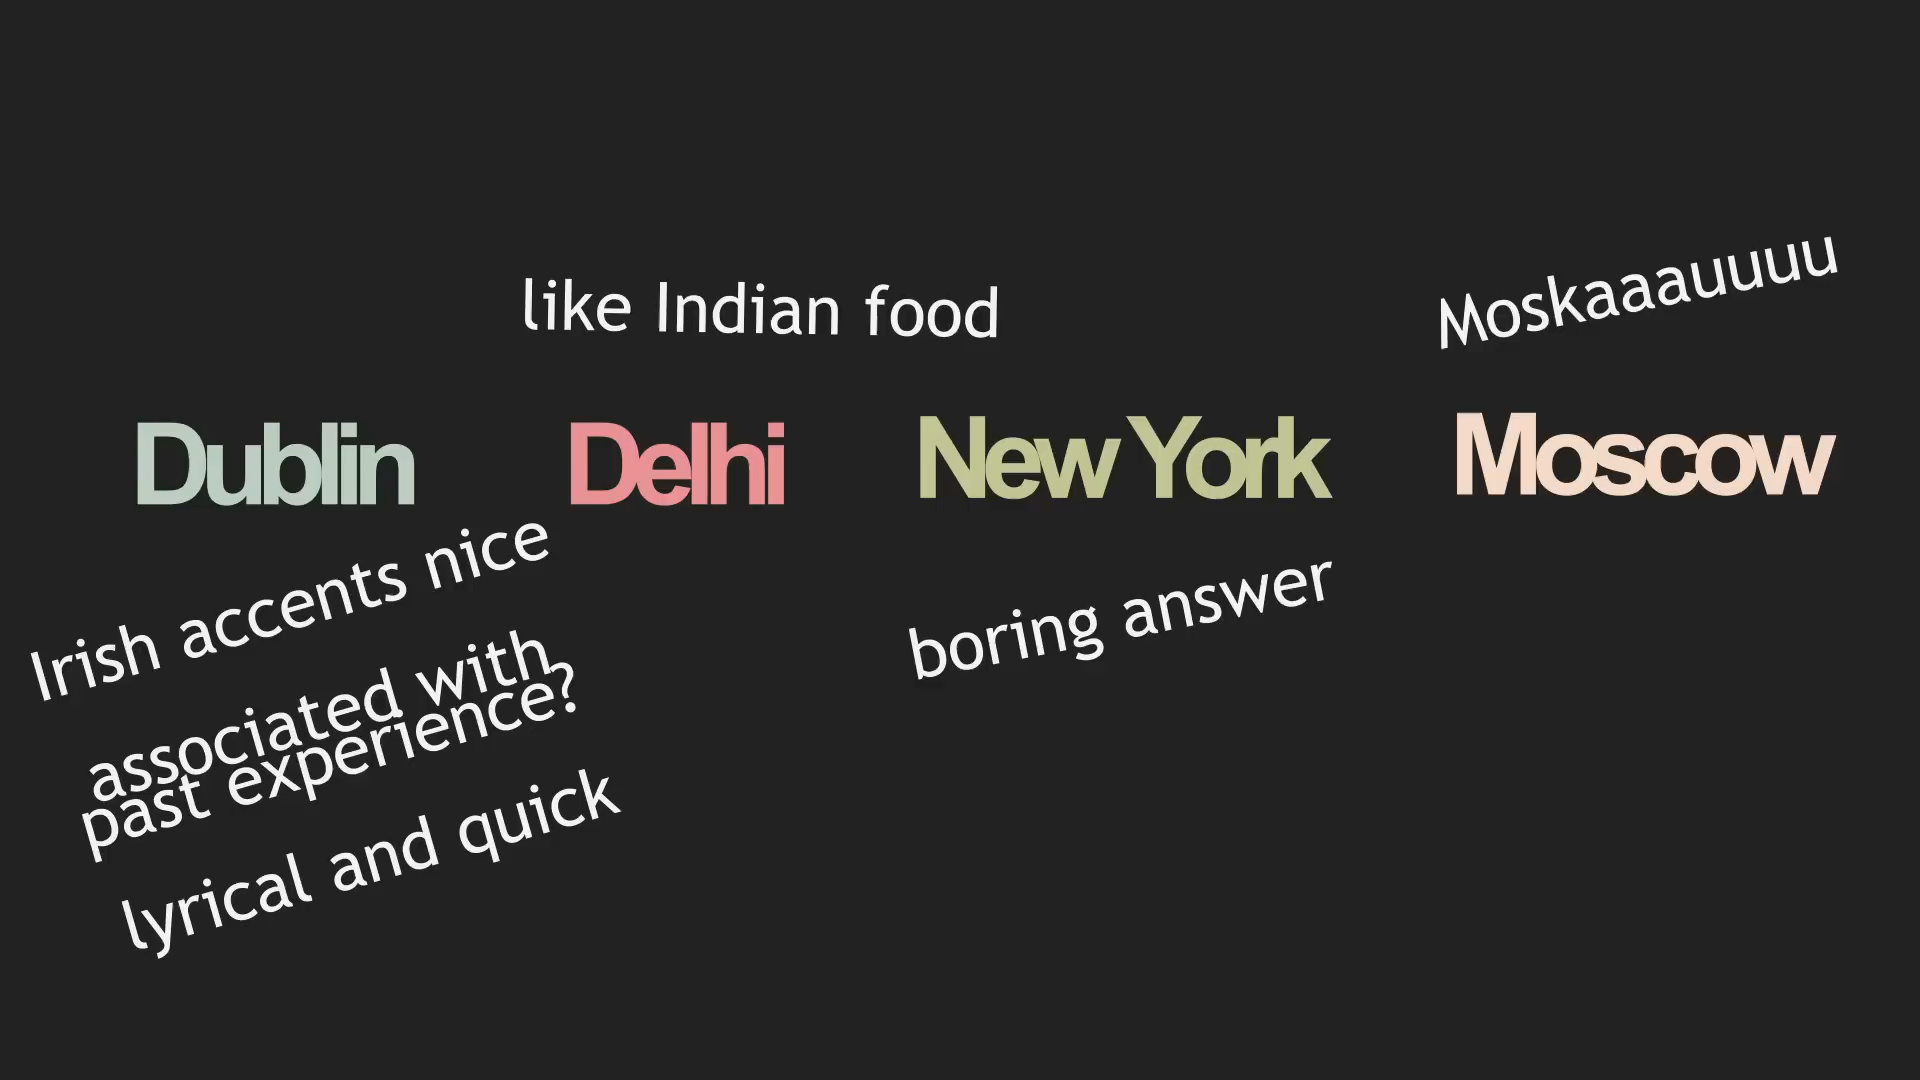 like Indian food
Moskaaauuuu
Dublin
Delhi
New York
Moscow
Irish accents nice
associated with
past experience?
lyrical and quick
boring answer